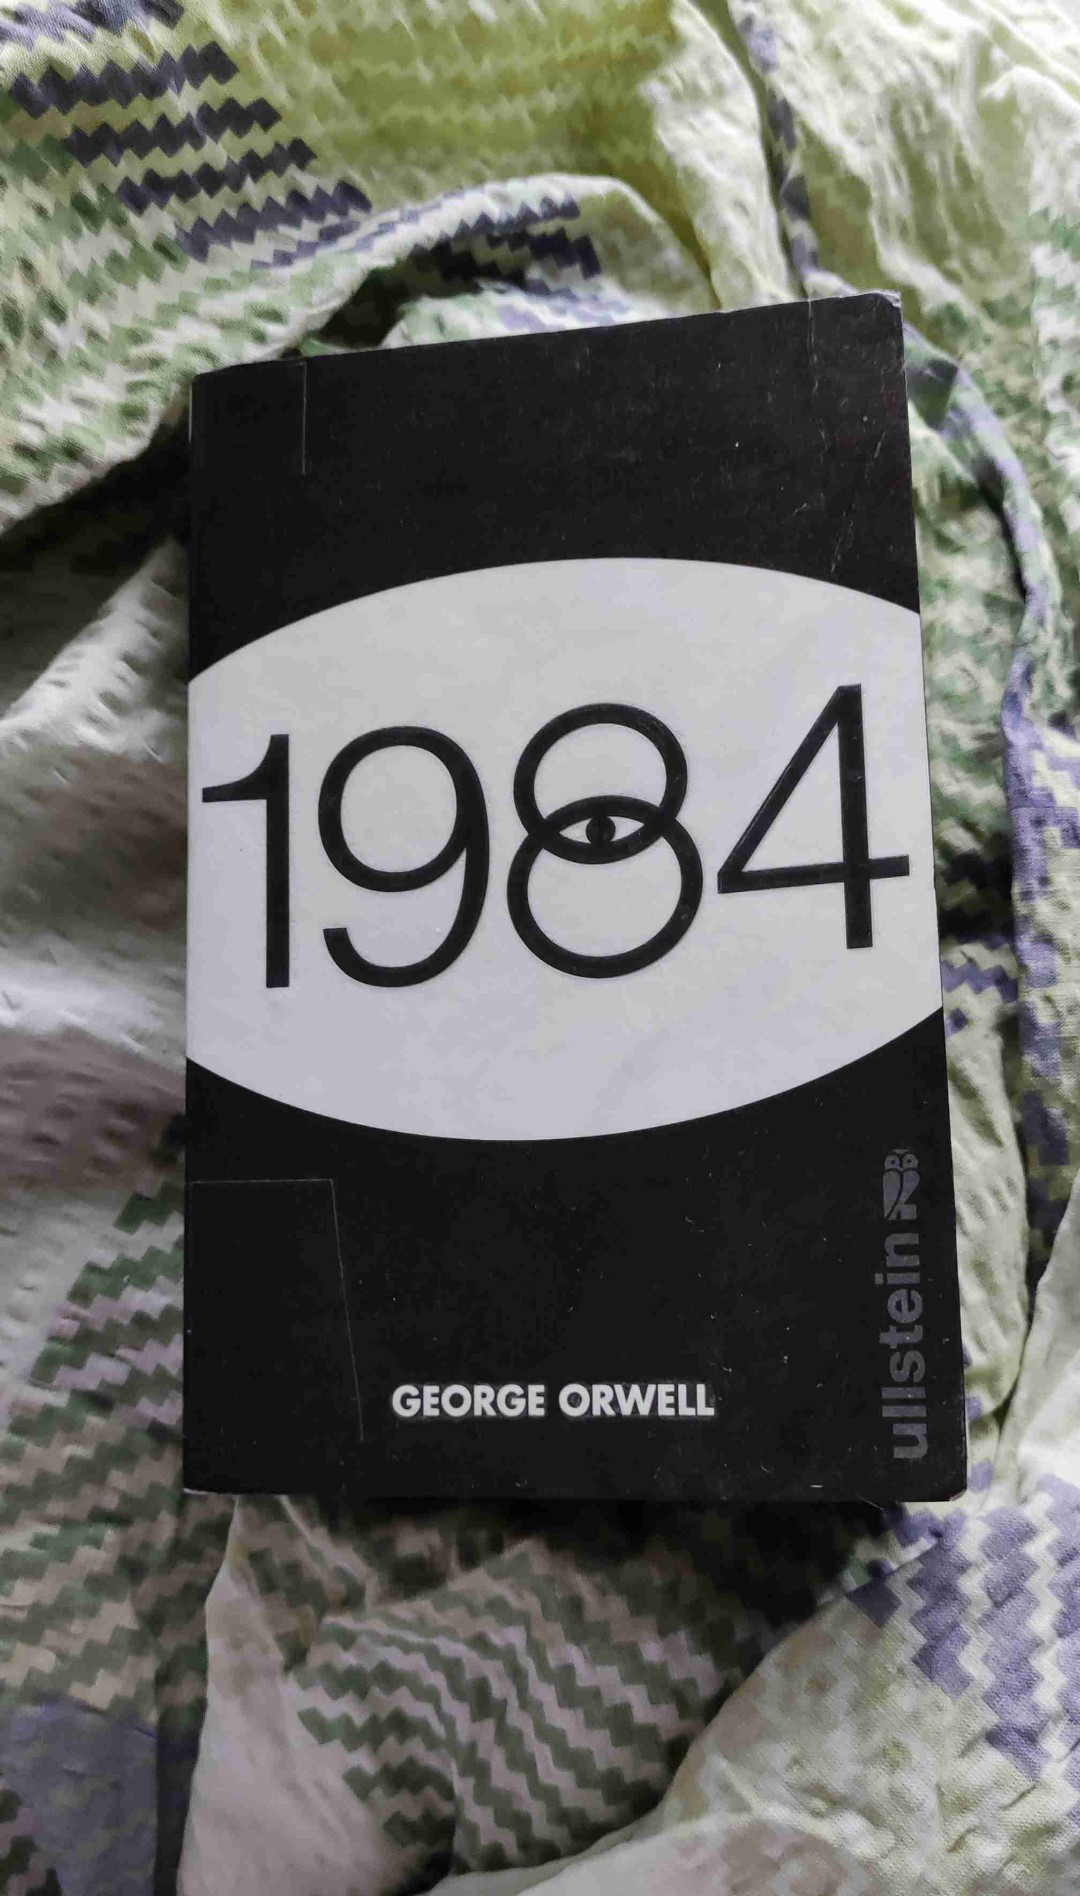 1984
GEORGE ORWELL
ullstein